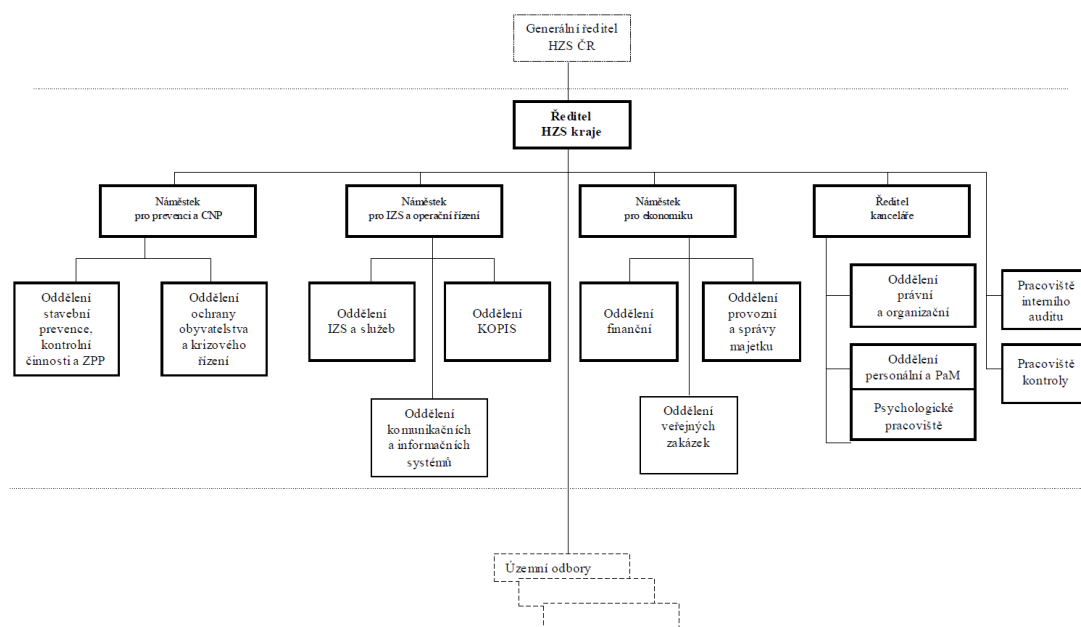 Generální ředitel
HZS ČR
Ředitel
HZS kraje
Náměstek
pro prevenci a CNP
Náměstek
pro IZS a operační řízení
Náměstek
pro ekonomiku
Ředitel
kanceláře
Oddělení
stavební
prevence,
kontrolní
činnosti a ZPP
Oddělení
ochrany
obyvatelstva
a krizového
řízení
Oddělení
IZS a služeb
Oddělení
KOPIS
Oddělení
komunikačních
a informačních
systémů
Oddělení
finanční
Oddělení
provozní
a správy
majetku
Oddělení
veřejných
zakázek
Oddělení
právní
a organizační
Oddělení
personální a PaM
Psychologické
pracoviště
Pracoviště
interního
auditu
Pracoviště
kontroly
Územní odbory